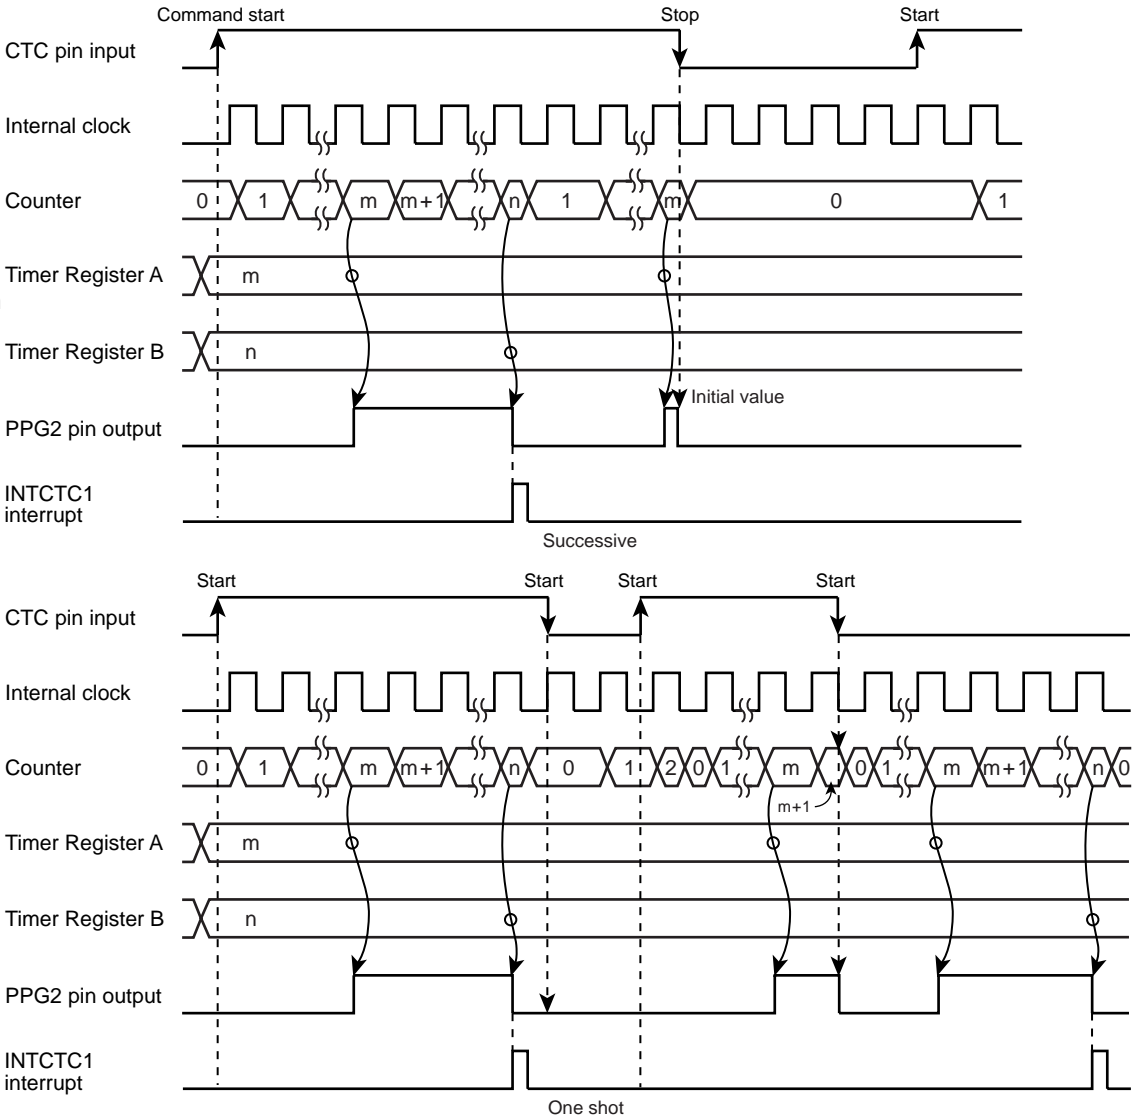 Command start Stop Start
CTC pin input
Internal clock
Counter 0 1 m m+1 n 1 m 0 1
Timer Register A m
Timer Register B n
Initial value
PPG2 pin output
INTCTC1
interrupt
Successive
Start Start Start Start
CTC pin input
Internal clock
Counter 0 1 m m+1 n 0 1 2 0 1 m 0 1 m m+1 n 0
m+1
Timer Register A m
Timer Register B n
PPG2 pin output
INTCTC1
interrupt
One shot